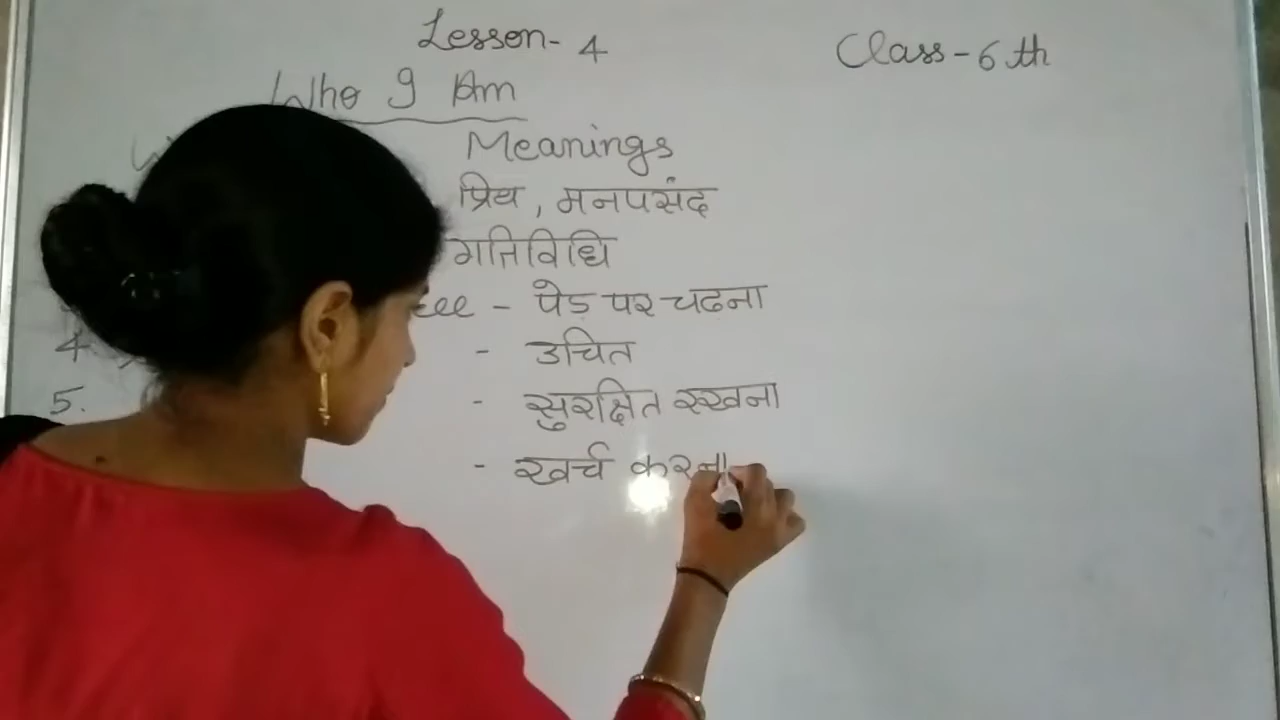 Lesson- 4
Class-6 th
Who I Am
Meanings
प्रिय , मनपसंद
गतिविधि
ee - पेड़ पर चढना
4
- उचित
5.
- सुरक्षित रखना
- खर्च करना